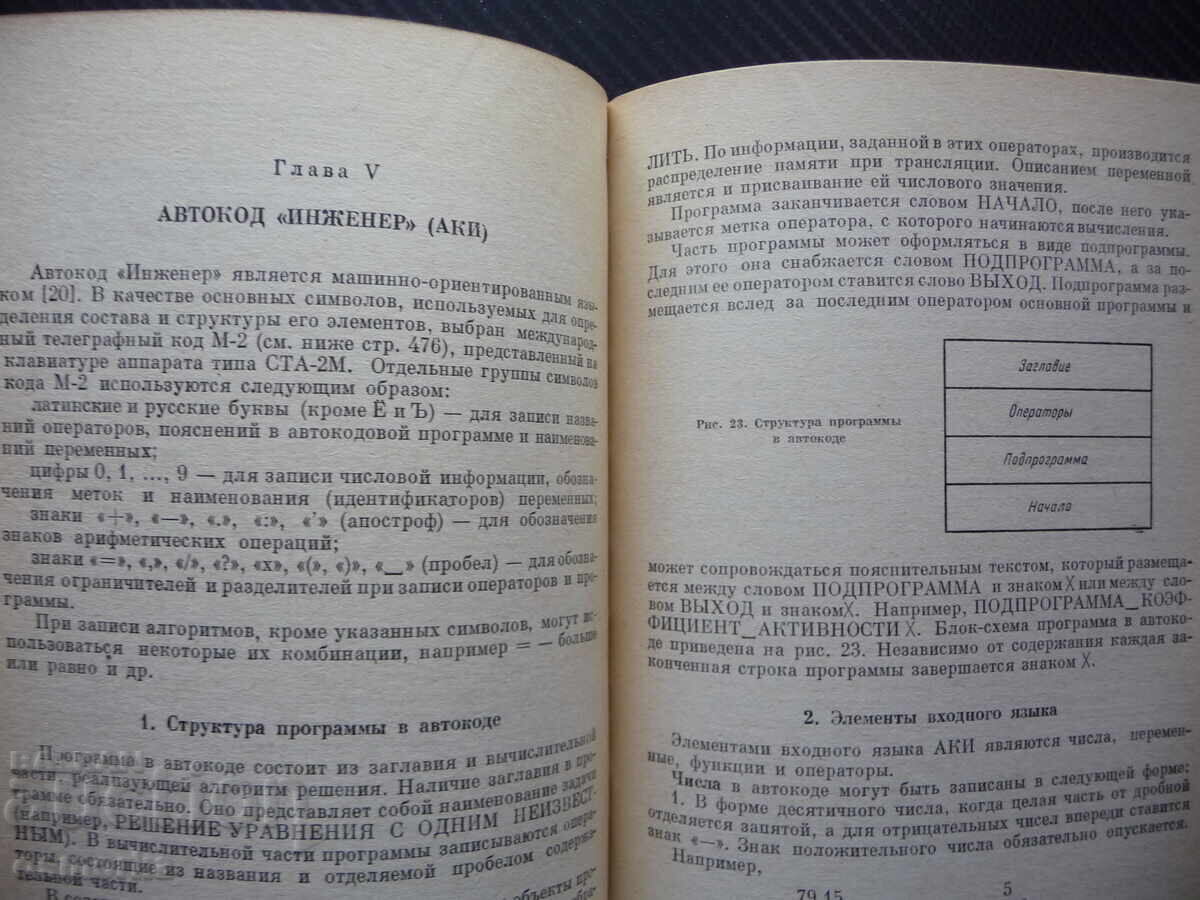 Глава V
АВТОКОД «ИНЖЕНЕР» (АКИ)
Автокод «Инженер» является машинно-ориентированным язы-
ком [20]. В качестве основных символов, используемых для опре-
деления состава и структуры его элементов, выбран международ-
ный телеграфный код М-2 (см. ниже стр. 476), представленный на
клавиатуре аппарата типа СТА-2М. Отдельные группы символов
кода М-2 используются следующим образом:
латинские и русские буквы (кроме Ё и Ъ) — для записи назва-
ний операторов, пояснений в автокодовой программе и наименова-
ний переменных;
цифры 0, 1, ..., 9 — для записи числовой информации, обозна-
чения меток и наименования (идентификаторов) переменных;
знаки «+», «—», «.», «:», «'» (апостроф) — для обозначения
знаков арифметических операций;
знаки «=», «,», «/», «?», «х», «(», «)», «_» (пробел) — для обозна-
чения ограничителей и разделителей при записи операторов и про-
граммы.
При записи алгоритмов, кроме указанных символов, могут ис-
пользоваться некоторые их комбинации, например = — больше
или равно и др.
1. Структура программы в автокоде
Программа в автокоде состоит из заглавия и вычислительной
части, реализующей алгоритм решения. Наличие заглавия в про-
грамме обязательно. Оно представляет собой наименование задачи
(например, РЕШЕНИЕ УРАВНЕНИЯ С ОДНИМ НЕИЗВЕСТ-
НЫМ). В вычислительной части программы записываются опера-
торы, состоящие из названия и отделяемой пробелом содержа-
тельной части.
объекты про-
ЛИТЬ. По информации, заданной в этих операторах, производится
распределение памяти при трансляции. Описанием переменной
является и присваивание ей числового значения.
Программа заканчивается словом НАЧАЛО, после него ука-
зывается метка оператора, с которого начинаются вычисления.
Часть программы может оформляться в виде подпрограммы.
Для этого она снабжается словом ПОДПРОГРАММА, а за по-
следним ее оператором ставится слово ВЫХОД. Подпрограмма раз-
мещается вслед за последним оператором основной программы и
Рис. 23. Структура программы
в автокоде
Заглавие
Операторы
Подпрограмма
Начало
может сопровождаться пояснительным текстом, который размеща-
ется между словом ПОДПРОГРАММА и знаком X или между сло-
вом ВЫХОД и знаком X. Например, ПОДПРОГРАММА_КОЭФ-
ФИЦИЕНТ_АКТИВНОСТИ X. Блок-схема программ в автоко-
де приведена на рис. 23. Независимо от содержания каждая за-
конченная строка программы завершается знаком X.
2. Элементы входного языка
Элементами входного языка АКИ являются числа, перемен-
ные, функции и операторы.
Числа в автокоде могут быть записаны в следующей форме:
1. В форме десятичного числа, когда целая часть от дробной
отделяется запятой, а для отрицательных чисел впереди ставится
знак «—». Знак положительного числа обязательно опускается.
Например,
79,15 5